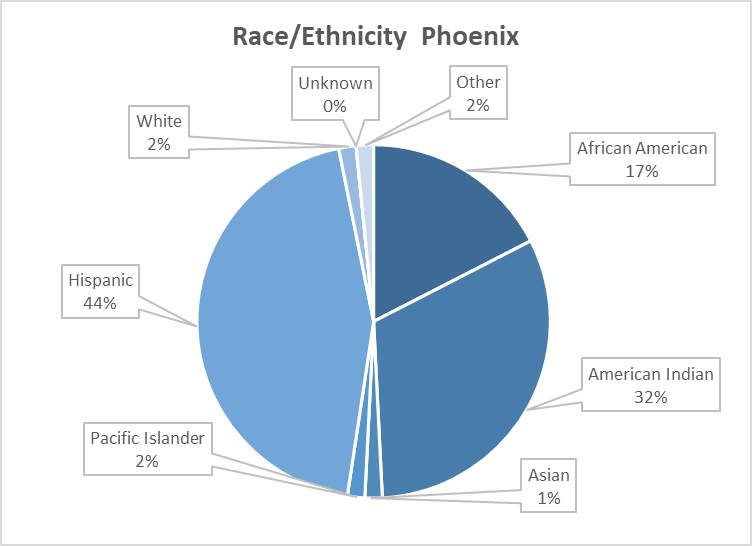 Race/Ethnicity  Phoenix
Unknown
0%
Other
2%
White
2%
African American
17%
Hispanic
44%
American Indian
32%
Pacific Islander
2%
Asian
1%